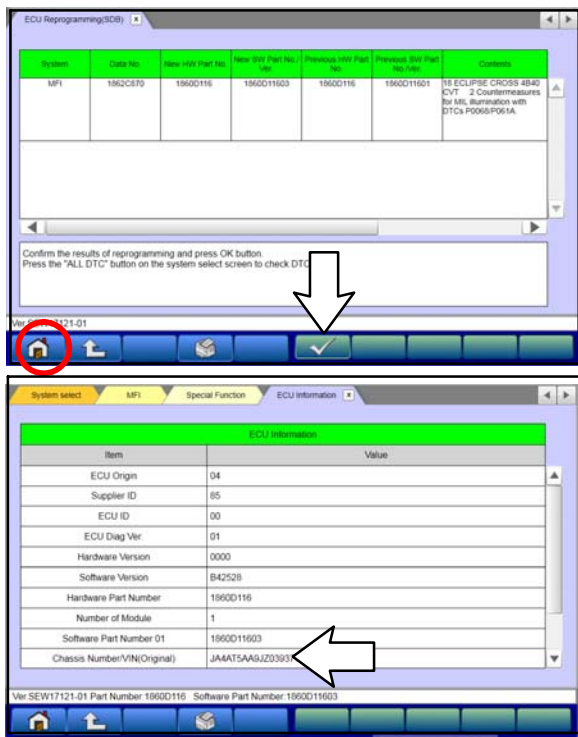 ECU Reprogramming(SDB) x
System Data No. New HW Part No. New SW Part No./ Ver. Previous HW Part No. Previous SW Part No./Ver. Contents
MFI 1862C870 1860D116 1860D11603 1860D116 1860D11601 18 ECLIPSE CROSS 4B40
CVT 2 Countermeasures
for MIL illumination with
DTCs P0068/P061A.
Confirm the results of reprogramming and press OK button.
Press the "ALL DTC" button on the system select screen to check DTC
Ver.SEW17121-01
System select MFI Special Function ECU Information x
ECU Information
Item Value
ECU Origin 04
Supplier ID 85
ECU ID 00
ECU Diag Ver. 01
Hardware Version 0000
Software Version B42528
Hardware Part Number 1860D116
Number of Module 1
Software Part Number 01 1860D11603
Chassis Number/VIN(Original) JA4AT5AA9JZ03937
Ver.SEW17121-01 Part Number:1860D116 Software Part Number:1860D11603